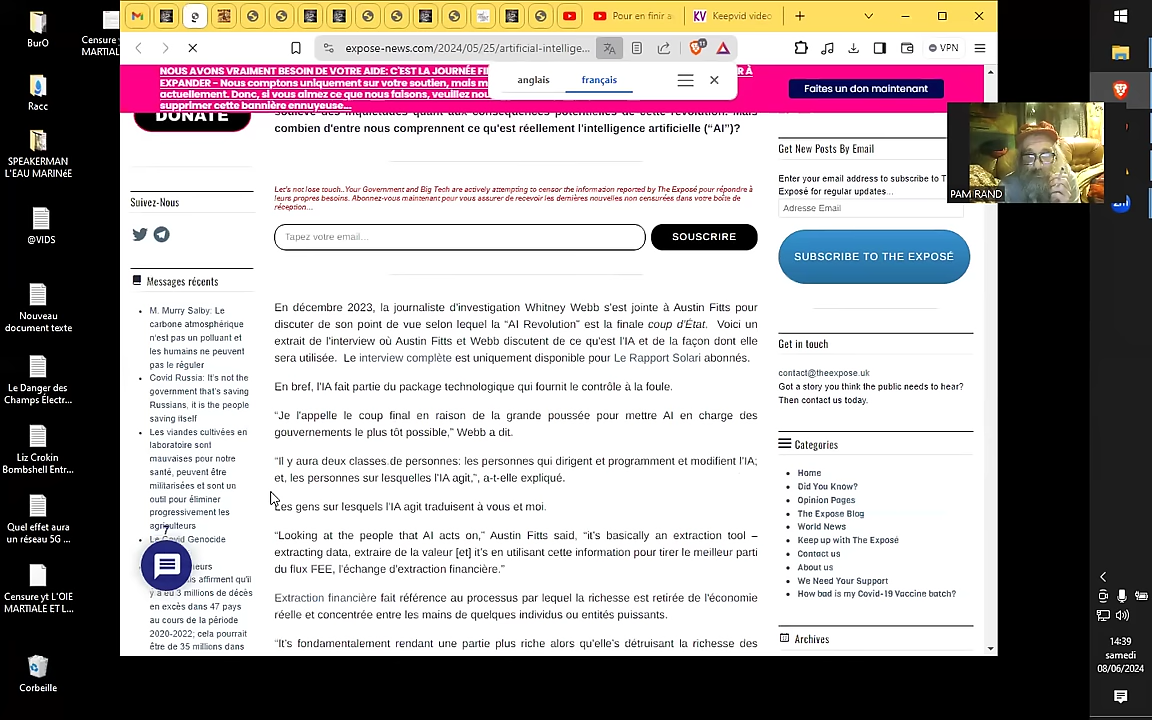 BurO
Censure
MARTIALE
Racc
SPEAKERMAN
L'EAU MARINéE
@VIDS
Nouveau
document texte
Le Danger des
Champs Électr...
Liz Crokin
Bombshell Entr...
Quel effet aura
un réseau 5G ...
Censure yt L'OIE
MARTIALE ET L...
Corbeille
Pour en finir a
KV Keepvid video
expose-news.com/2024/05/25/artificial-intellige...
11
VPN
anglais
français
NOUS AVONS VRAIMENT BESOIN DE VOTRE AIDE: C'EST LA JOURNÉE
EXPANDER - Nous comptons uniquement sur votre soutien, mais
actuellement. Donc, si vous aimez ce que nous faisons, veuillez
supprimer cette bannière ennuyeuse...
Faites un don maintenant
DONATE
Suivez-Nous
Messages récents
M. Murry Salby: Le
carbone atmosphérique
n'est pas un polluant et
les humains ne peuvent
pas le réguler
Covid Russia: It's not the
government that's saving
Russians, it is the people
saving itself
Les viandes cultivées en
laboratoire sont
mauvaises pour notre
santé, peuvent être
militarisées et sont un
outil pour éliminer
progressivement les
agriculteurs
7
Le Covid Genocide
affirment qu'il
y a eu 3 millions de décès
en excès dans 47 pays
au cours de la période
2020-2022; cela pourrait
être de 35 millions dans
soulève des inquiétudes quant aux conséquences potentielles de cette révolution. Mais
combien d'entre nous comprennent ce qu'est réellement l'intelligence artificielle (“AI”)?
Let's not lose touch..Your Government and Big Tech are actively attempting to censor the information reported by The Exposé pour répondre à
leurs propres besoins. Abonnez-vous maintenant pour vous assurer de recevoir les dernières nouvelles non censurées dans votre boîte de
réception...
Tapez votre email...
SOUSCRIRE
En décembre 2023, la journaliste d'investigation Whitney Webb s'est jointe à Austin Fitts pour
discuter de son point de vue selon lequel la “AI Revolution” est la finale coup d'État. Voici un
extrait de l'interview où Austin Fitts et Webb discutent de ce qu'est l'IA et de la façon dont elle
sera utilisée. Le interview complète est uniquement disponible pour Le Rapport Solari abonnés.
En bref, l'IA fait partie du package technologique qui fournit le contrôle à la foule.
“Je l'appelle le coup final en raison de la grande poussée pour mettre AI en charge des
gouvernements le plus tôt possible,” Webb a dit.
“Il y aura deux classes de personnes: les personnes qui dirigent et programment et modifient l'IA;
et, les personnes sur lesquelles l'IA agit,”, a-t-elle expliqué.
Les gens sur lesquels l'IA agit traduisent à vous et moi.
“Looking at the people that AI acts on,” Austin Fitts said, “it's basically an extraction tool –
extracting data, extraire de la valeur [et] it's en utilisant cette information pour tirer le meilleur parti
du flux FEE, l'échange d'extraction financière.”
Extraction financière fait référence au processus par lequel la richesse est retirée de l'économie
réelle et concentrée entre les mains de quelques individus ou entités puissants.
“It's fondamentalement rendant une partie plus riche alors qu'elle's détruisant la richesse des
Get New Posts By Email
Enter your email address to subscribe to T
Exposé for regular updates...
Adresse Email
SUBSCRIBE TO THE EXPOSÉ
Get in touch
contact@theexpose.uk
Got a story you think the public needs to hear?
Then contact us today.
Categories
Home
Did You Know?
Opinion Pages
The Expose Blog
World News
Keep up with The Exposé
Contact us
About us
We Need Your Support
How bad is my Covid-19 Vaccine batch?
Archives
PAM RAND
14:39
samedi
08/06/2024